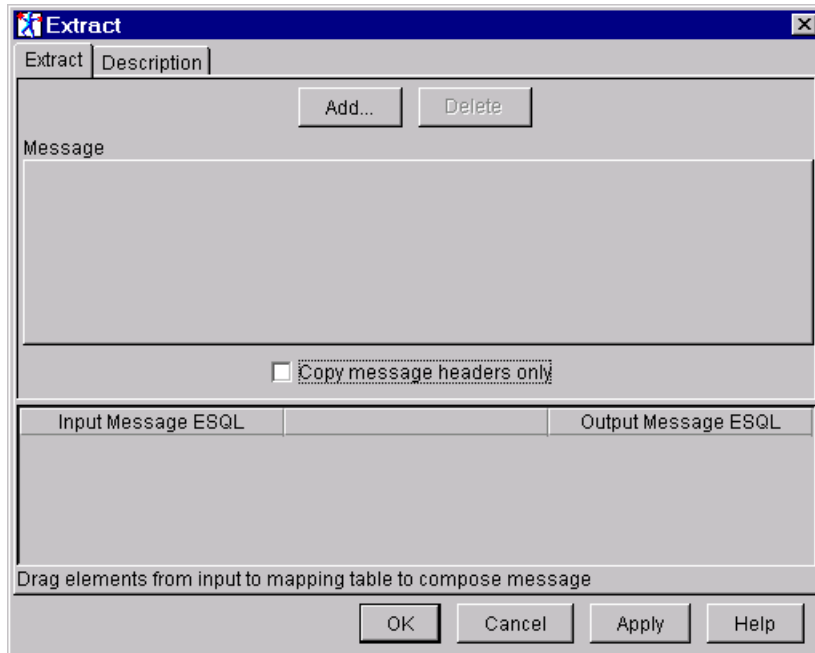 Extract
Extract Description
Add... Delete
Message
Copy message headers only
Input Message ESQL Output Message ESQL
Drag elements from input to mapping table to compose message
OK Cancel Apply Help